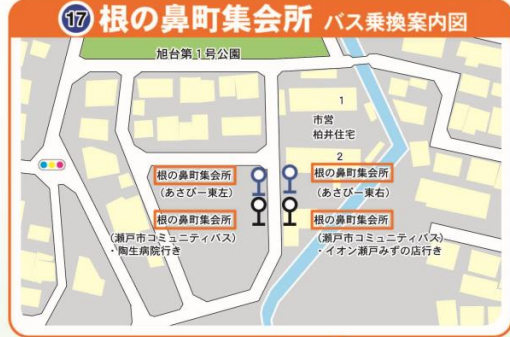 17 根の鼻町集会所 バス乗換案内図
旭台第1号公園
1
市営
柏井住宅
2
根の鼻町集会所
(あさぴー東左)
根の鼻町集会所
(あさぴー東右)
根の鼻町集会所
(瀬戸市コミュニティバス)
・陶生病院行き
根の鼻町集会所
(瀬戸市コミュニティバス)
・イオン瀬戸みずの店行き